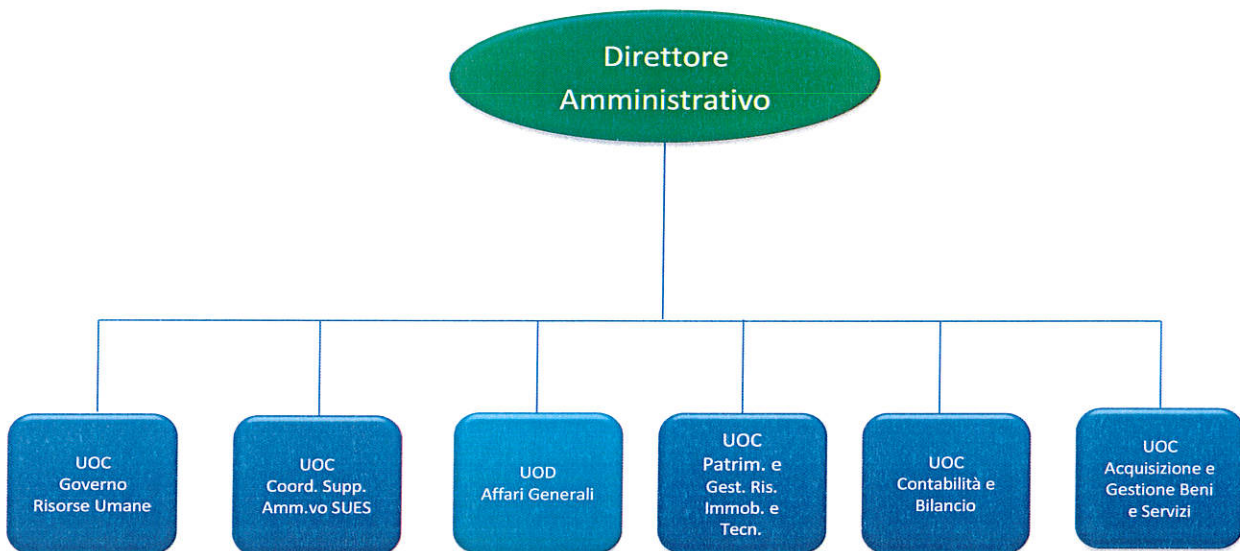 Direttore
Amministrativo
UOC
Governo
Risorse Umane
UOC
Coord. Supp.
Amm.vo SUES
UOD
Affari Generali
UOC
Patrim. e
Gest. Ris.
Immob. e
Tecn.
UOC
Contabilità e
Bilancio
UOC
Acquisizione e
Gestione Beni
e Servizi